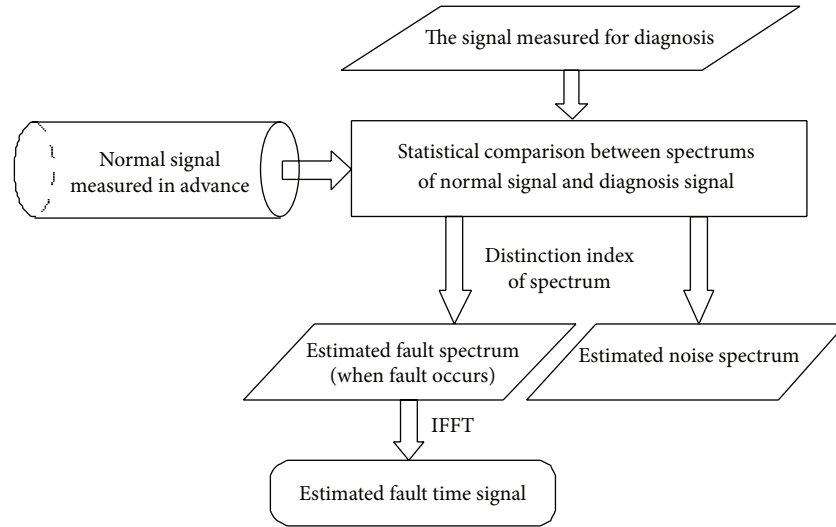 The signal measured for diagnosis
Normal signal
measured in advance
Statistical comparison between spectrums
of normal signal and diagnosis signal
Distinction index
of spectrum
Estimated fault spectrum
(when fault occurs)
Estimated noise spectrum
IFFT
Estimated fault time signal